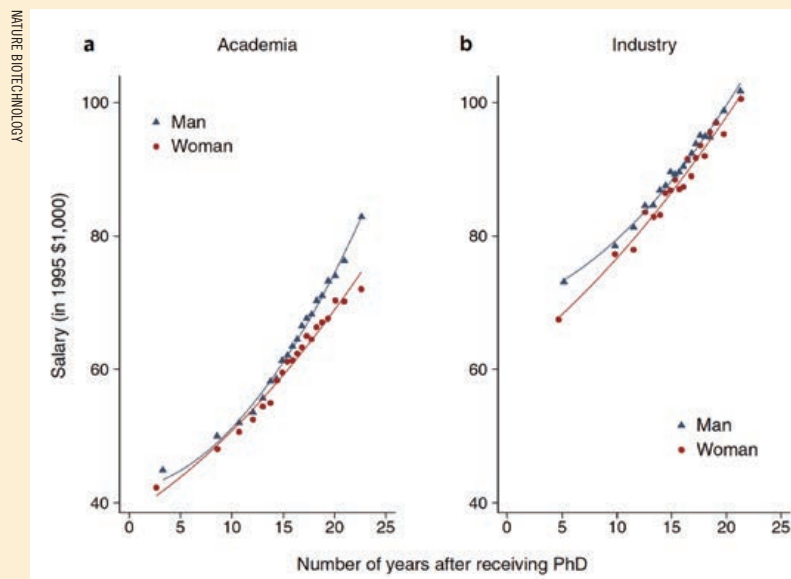 NATURE BIOTECHNOLOGY
a Academia
Man
Woman
100
80
60
40
Salary (in 1995 $1,000)
0 5 10 15 20 25
b Industry
100
80
60
40
Man
Woman
0 5 10 15 20 25
Number of years after receiving PhD